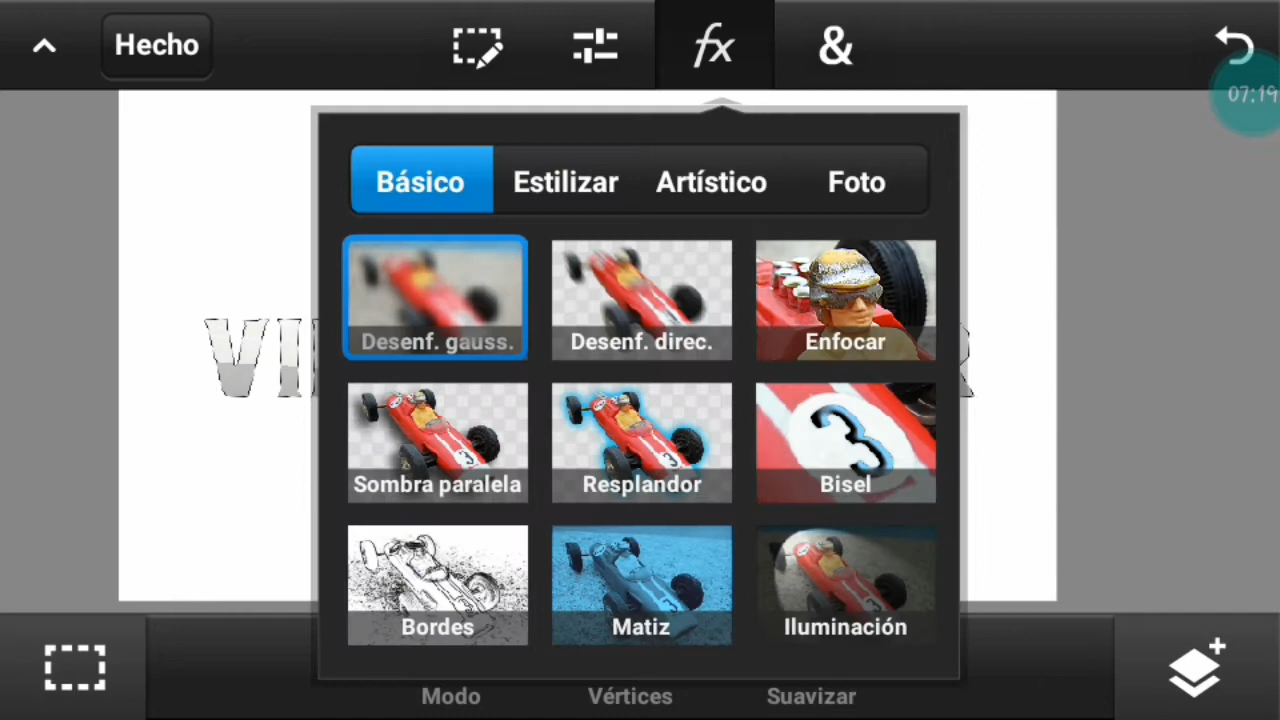 Hecho
fx
&
07:19
Básico Estilizar Artístico Foto
Desenf. gauss. Desenf. direc. Enfocar
Sombra paralela Resplandor Bisel
Bordes Matiz Iluminación
Modo Vértices Suavizar